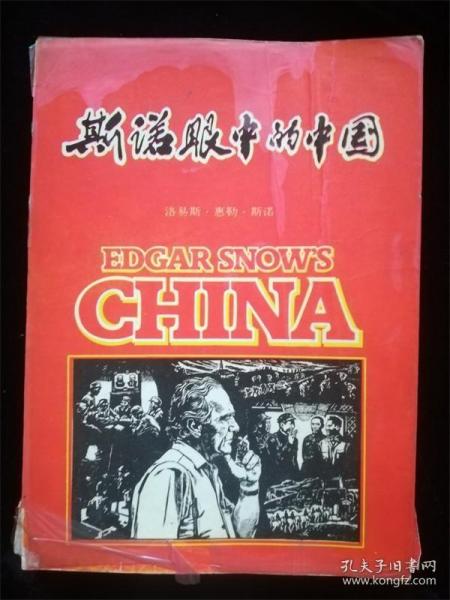 斯诺眼中的中国
洛易斯·惠勒·斯诺
EDGAR SNOW'S
CHINA
孔夫子旧书网
www.kongfz.com